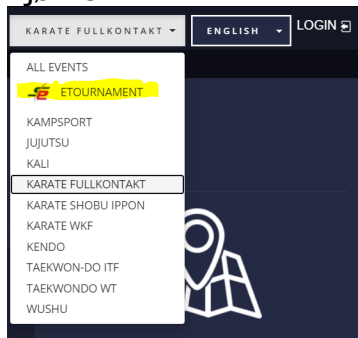 KARATE FULLKONTAKT
ENGLISH
LOGIN
ALL EVENTS
ETOURNAMENT
KAMPSPORT
JUJUTSU
KALI
KARATE FULLKONTAKT
KARATE SHOBU IPPON
KARATE WKF
KENDO
TAEKWON-DO ITF
TAEKWONDO WT
WUSHU